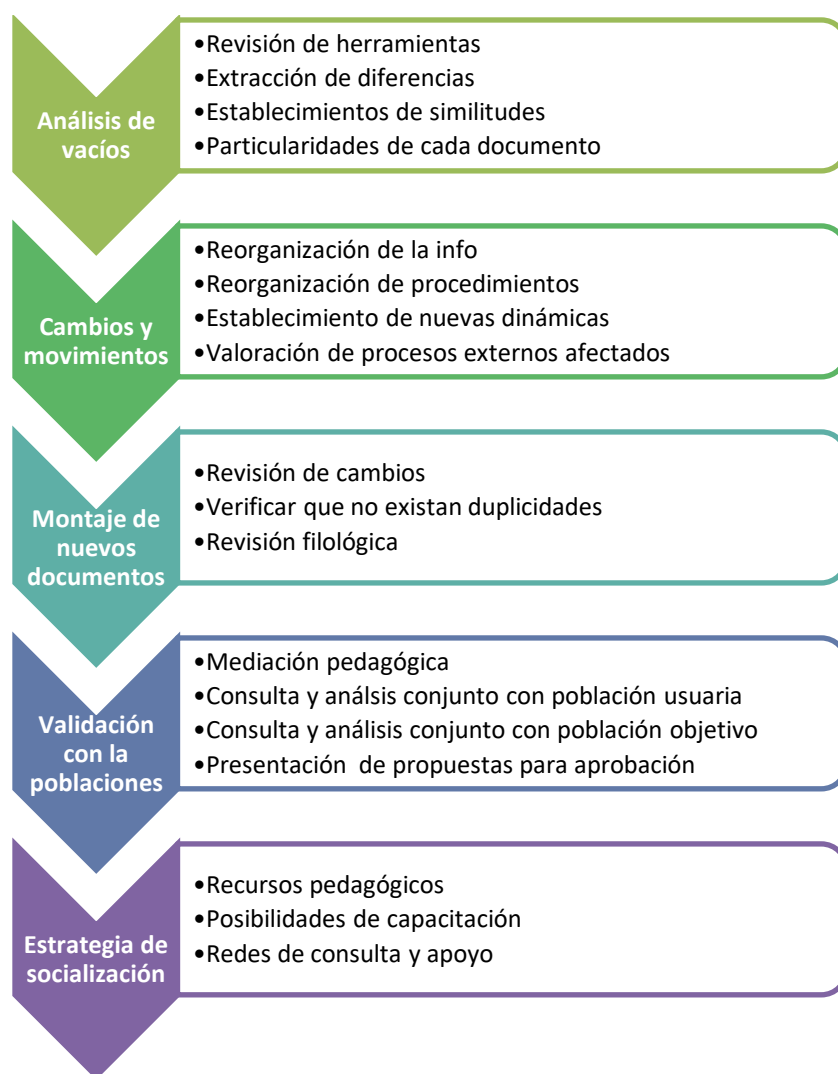 Análisis de
vacíos
•Revisión de herramientas
•Extracción de diferencias
•Establecimientos de similitudes
•Particularidades de cada documento
Cambios y
movimientos
•Reorganización de la info
•Reorganización de procedimientos
•Establecimiento de nuevas dinámicas
•Valoración de procesos externos afectados
Montaje de
nuevos
documentos
•Revisión de cambios
•Verificar que no existan duplicidades
•Revisión filológica
Validación
con la
poblaciones
•Mediación pedagógica
•Consulta y análsis conjunto con población usuaria
•Consulta y análisis conjunto con población objetivo
•Presentación de propuestas para aprobación
Estrategia de
socialización
•Recursos pedagógicos
•Posibilidades de capacitación
•Redes de consulta y apoyo